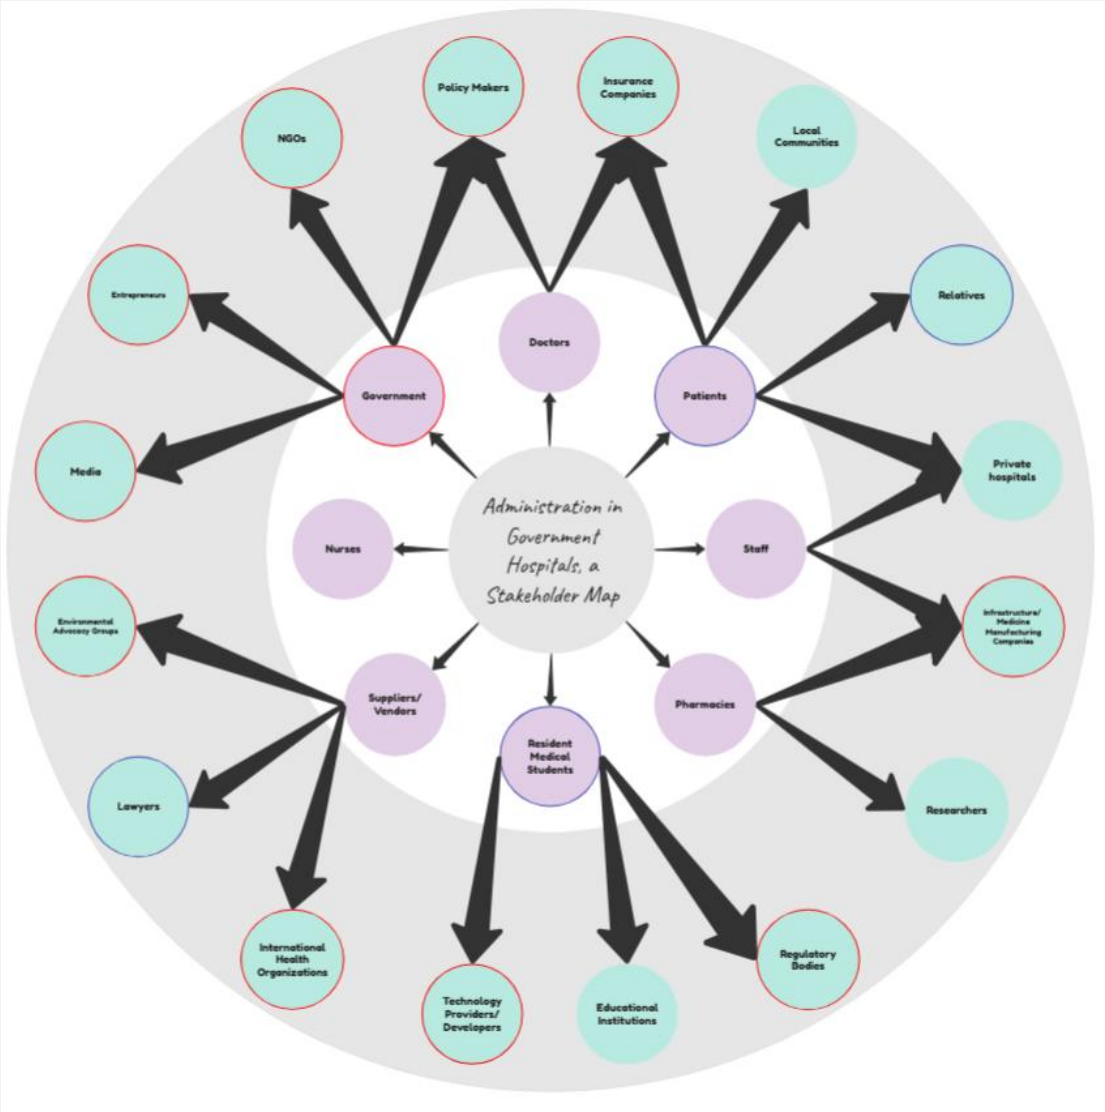 Policy Makers
Insurance
Companies
NGOs
Local
Communities
Entrepreneurs
Relatives
Doctors
Government
Patients
Media
Private
hospitals
Administration in
Government
Hospitals, a
Stakeholder Map
Nurses
Staff
Environmental
Advocacy Groups
Infrastructure/
Medicine
Manufacturing
Companies
Suppliers/
Vendors
Pharmacies
Resident
Medical
Students
Lawyers
Researchers
International
Health
Organizations
Regulatory
Bodies
Technology
Providers/
Developers
Educational
Institutions